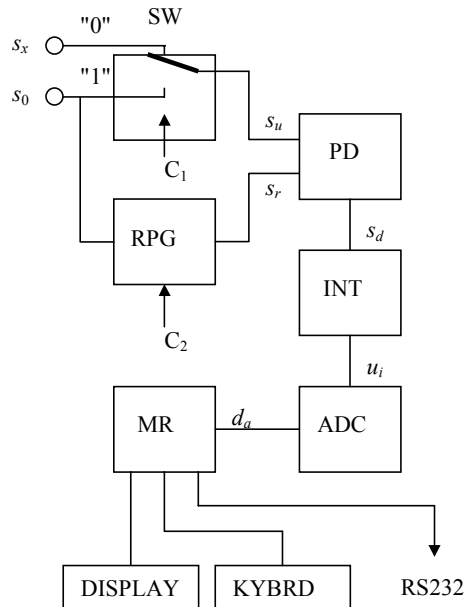 SW
"0"
sx
"1"
s0
C1
su
PD
sr
RPG
sd
C2
INT
ui
MR
da
ADC
DISPLAY
KYBRD
RS232